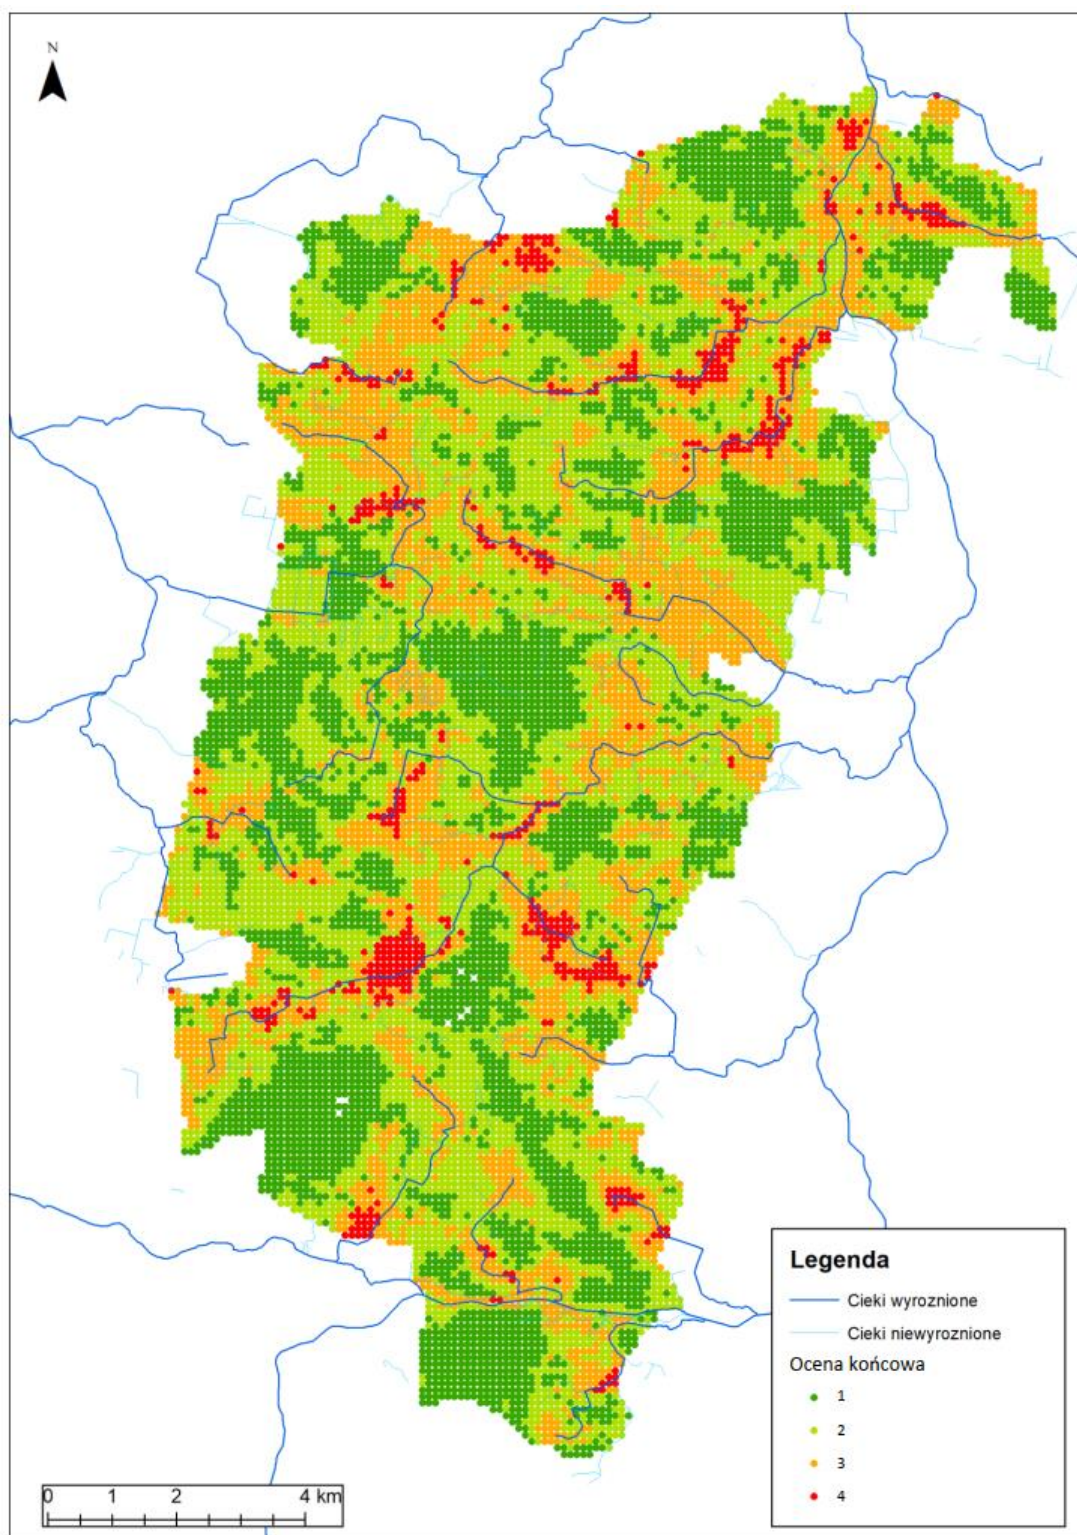 N
Legenda
Cieki wyroznione
Cieki niewyroznione
Ocena końcowa
1
2
3
4
0 1 2 4 km